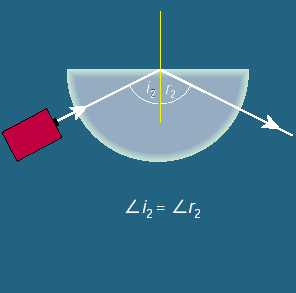 i₂ r₂
∠i₂ = ∠r₂